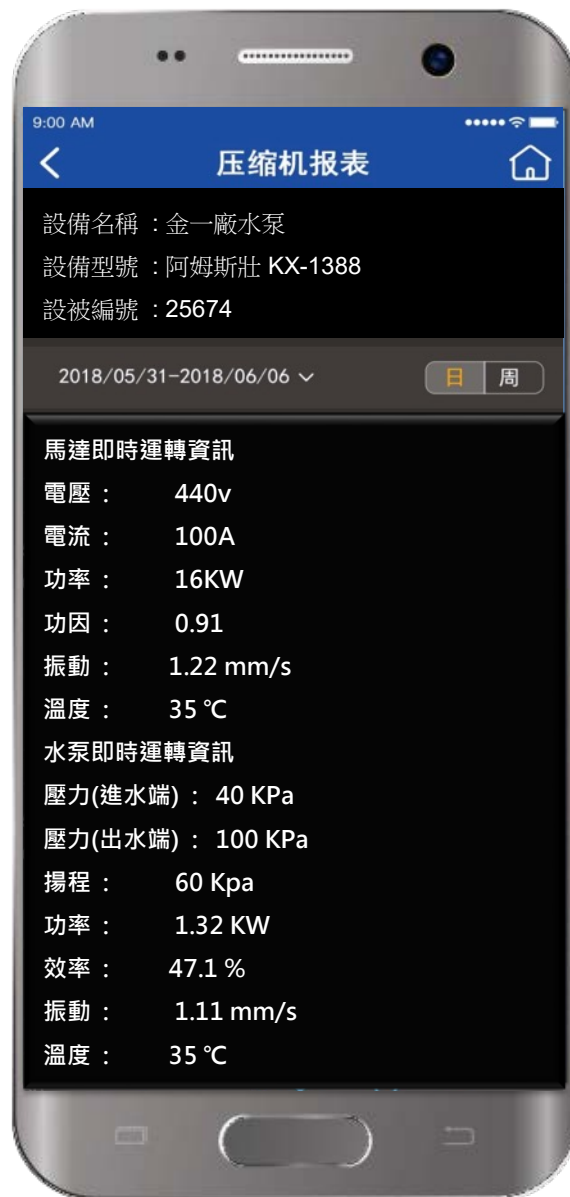 9:00 AM
压缩机报表
設備名稱 : 金一廠水泵
設備型號 : 阿姆斯壯 KX-1388
設被編號 : 25674
2018/05/31-2018/06/06
日 周
馬達即時運轉資訊
電壓 : 440v
電流 : 100A
功率 : 16KW
功因 : 0.91
振動 : 1.22 mm/s
溫度 : 35 ℃
水泵即時運轉資訊
壓力(進水端) : 40 KPa
壓力(出水端) : 100 KPa
揚程 : 60 Kpa
功率 : 1.32 KW
效率 : 47.1 %
振動 : 1.11 mm/s
溫度 : 35 ℃